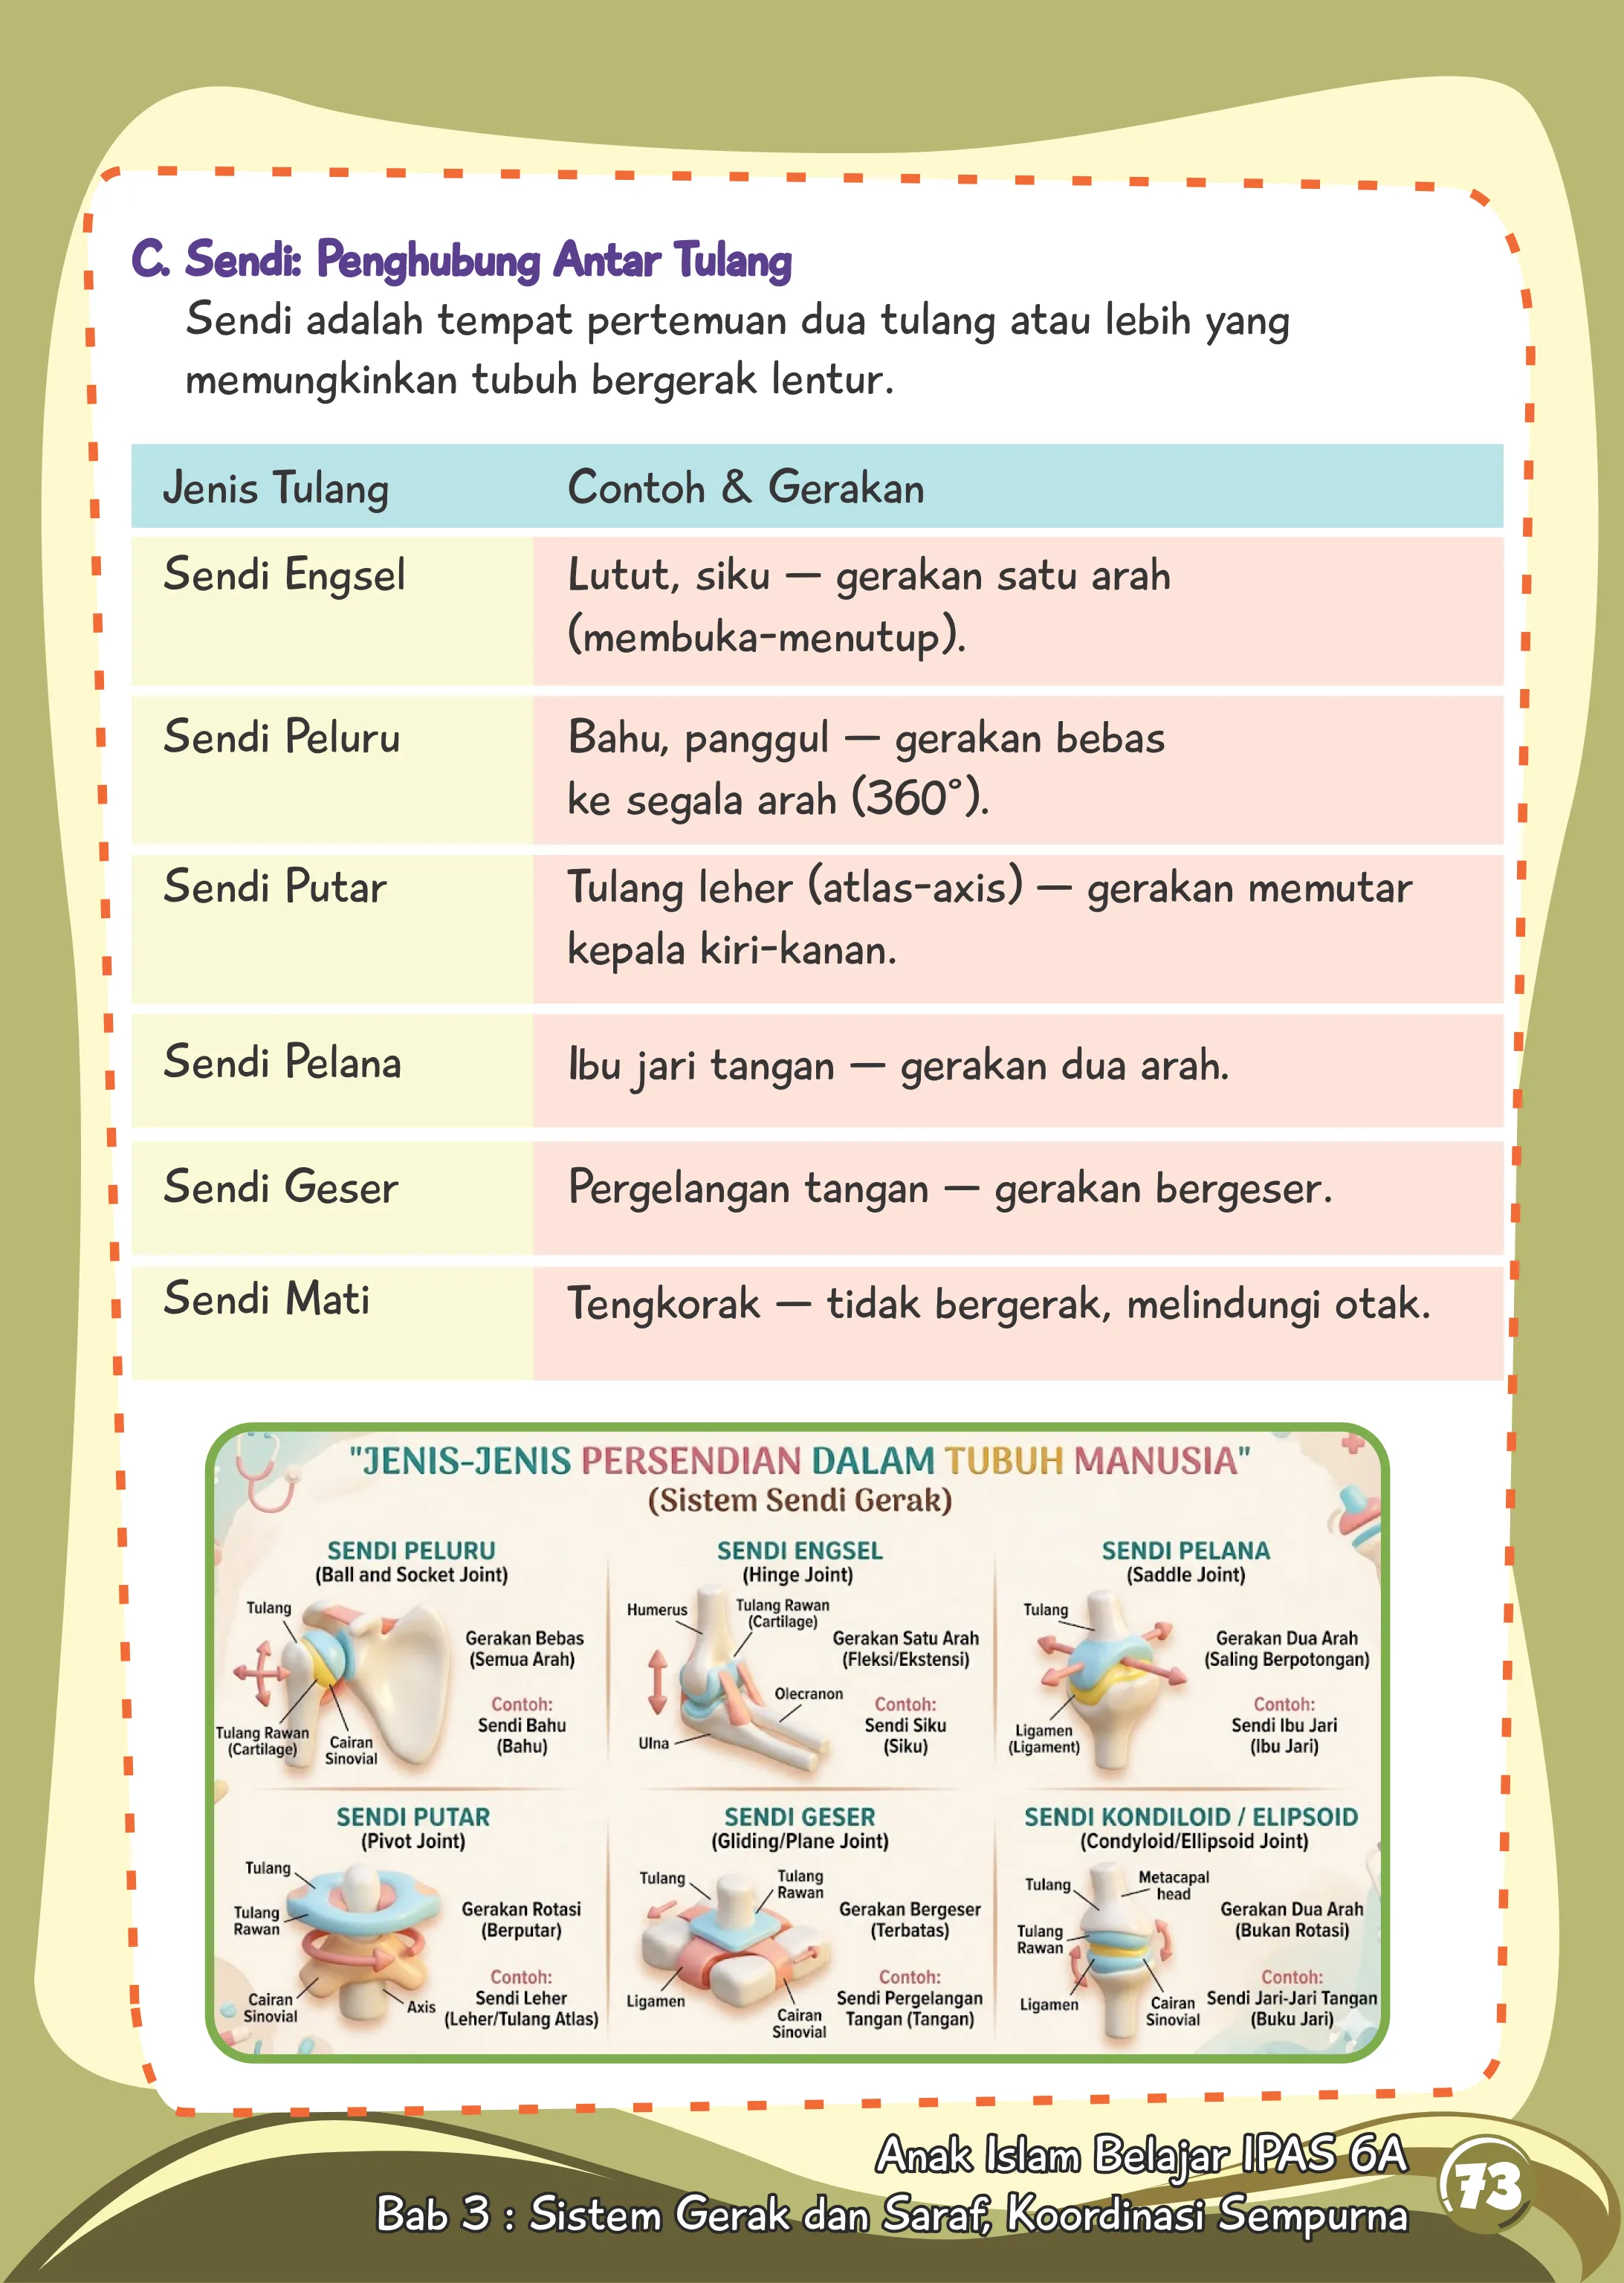 C. Sendi: Penghubung Antar Tulang
Sendi adalah tempat pertemuan dua tulang atau lebih yang
memungkinkan tubuh bergerak lentur.
Jenis Tulang
Contoh & Gerakan
Sendi Engsel
Lutut, siku — gerakan satu arah
(membuka-menutup).
Sendi Peluru
Bahu, panggul — gerakan bebas
ke segala arah (360°).
Sendi Putar
Tulang leher (atlas-axis) — gerakan memutar
kepala kiri-kanan.
Sendi Pelana
Ibu jari tangan — gerakan dua arah.
Sendi Geser
Pergelangan tangan — gerakan bergeser.
Sendi Mati
Tengkorak — tidak bergerak, melindungi otak.
"JENIS-JENIS PERSENDIAN DALAM TUBUH MANUSIA"
(Sistem Sendi Gerak)
SENDI PELURU
(Ball and Socket Joint)
Tulang
Gerakan Bebas
(Semua Arah)
Contoh:
Sendi Bahu
(Bahu)
Tulang Rawan
(Cartilage)
Cairan
Sinovial
SENDI ENGSEL
(Hinge Joint)
Humerus
Tulang Rawan
(Cartilage)
Gerakan Satu Arah
(Fleksi/Ekstensi)
Olecranon
Contoh:
Sendi Siku
(Siku)
Ulna
SENDI PELANA
(Saddle Joint)
Tulang
Gerakan Dua Arah
(Saling Berpotongan)
Contoh:
Sendi Ibu Jari
(Ibu Jari)
Ligamen
(Ligament)
SENDI PUTAR
(Pivot Joint)
Tulang
Tulang
Rawan
Gerakan Rotasi
(Berputar)
Contoh:
Sendi Leher
(Leher/Tulang Atlas)
Cairan
Sinovial
Axis
SENDI GESER
(Gliding/Plane Joint)
Tulang
Tulang
Rawan
Gerakan Bergeser
(Terbatas)
Contoh:
Sendi Pergelangan
Tangan (Tangan)
Ligamen
Cairan
Sinovial
SENDI KONDILOID / ELIPSOID
(Condyloid/Ellipsoid Joint)
Tulang
Metacapal
head
Tulang
Rawan
Gerakan Dua Arah
(Bukan Rotasi)
Contoh:
Sendi Jari-Jari Tangan
(Buku Jari)
Ligamen
Cairan
Sinovial
Anak Islam Belajar IPAS 6A
Bab 3 : Sistem Gerak dan Saraf, Koordinasi Sempurna
73